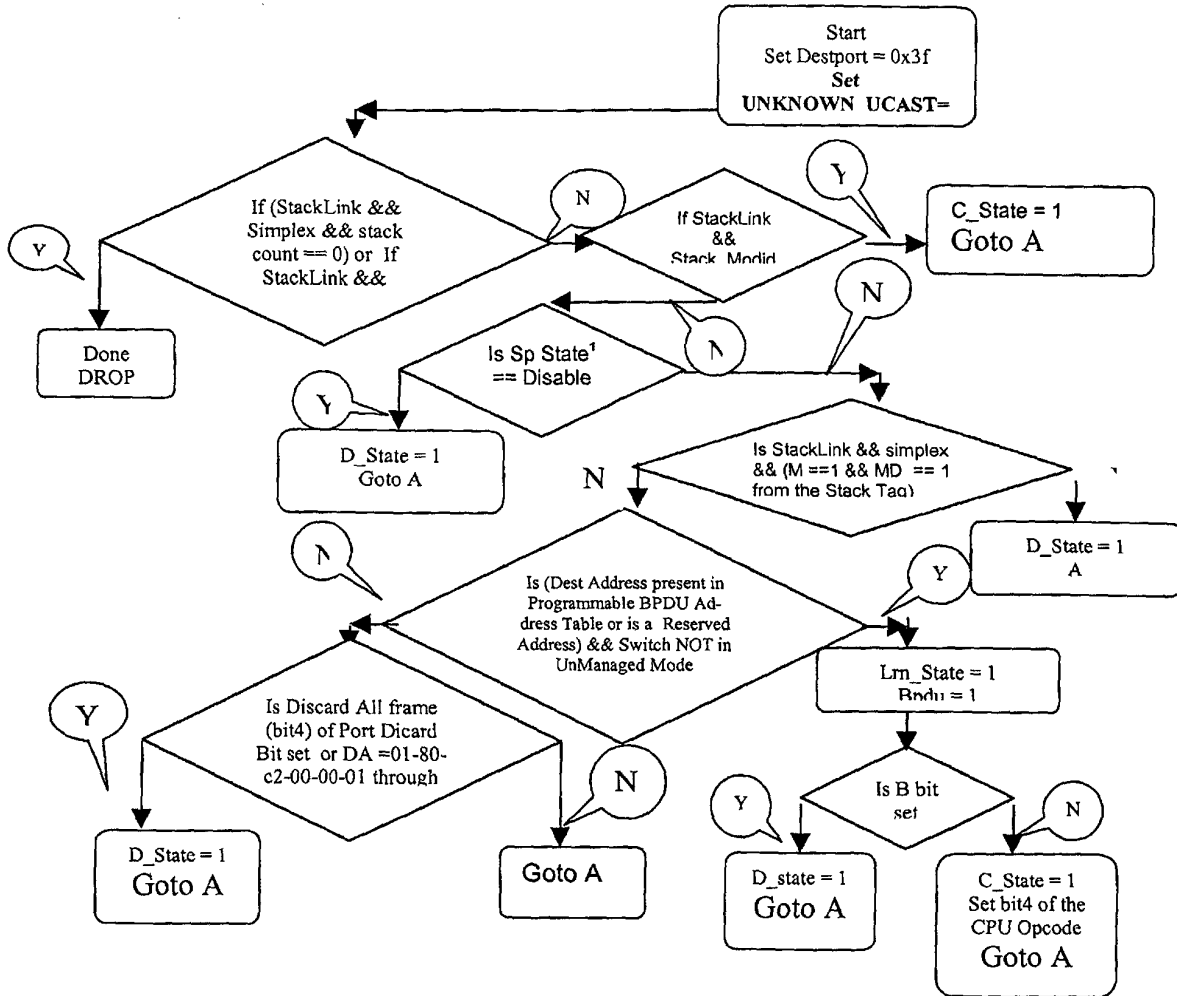 Start
Set Destport = 0x3f
Set
UNKNOWN UCAST=
If (StackLink &&
Simplex && stack
count == 0) or If
StackLink &&
Y
N
If StackLink
&&
Stack Modid
Y
C_State = 1
Goto A
Done
DROP
N
N
Is Sp State¹
== Disable
Y
D_State = 1
Goto A
Is StackLink && simplex
&& (M ==1 && MD == 1
from the Stack Tag)
N
D_State = 1
A
N
Is (Dest Address present in
Programmable BPDU Ad-
dress Table or is a Reserved
Address) && Switch NOT in
UnManaged Mode
Y
Lrn_State = 1
Bpdu = 1
Y
Is Discard All frame
(bit4) of Port Dicard
Bit set or DA =01-80-
c2-00-00-01 through
N
Is B bit
set
Y
N
D_State = 1
Goto A
Goto A
D_state = 1
Goto A
C_State = 1
Set bit4 of the
CPU Opcode
Goto A